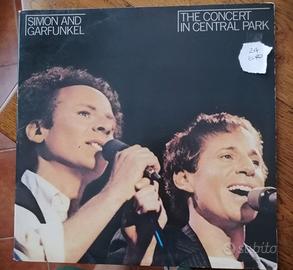 SIMON AND
GARFUNKEL
THE CONCERT
IN CENTRAL PARK
subito